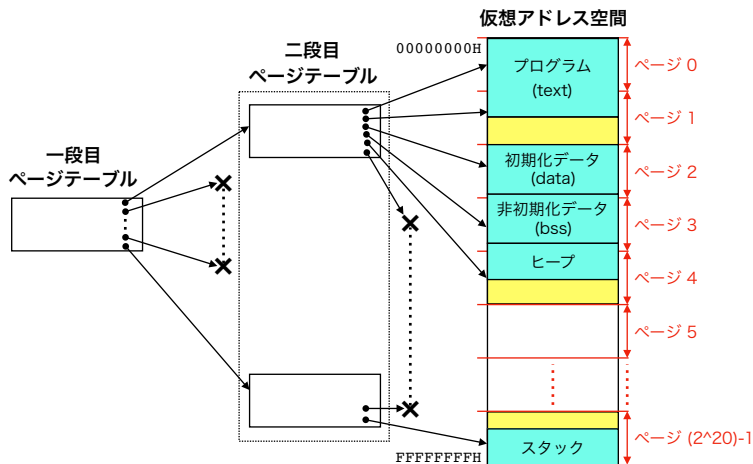 仮想アドレス空間
二段目
ページテーブル
00000000H
プログラム
(text)
ページ 0
ページ 1
一段目
ページテーブル
初期化データ
(data)
ページ 2
非初期化データ
(bss)
ページ 3
ヒープ
ページ 4
ページ 5
スタック
ページ (2^20)-1
FFFFFFFFH